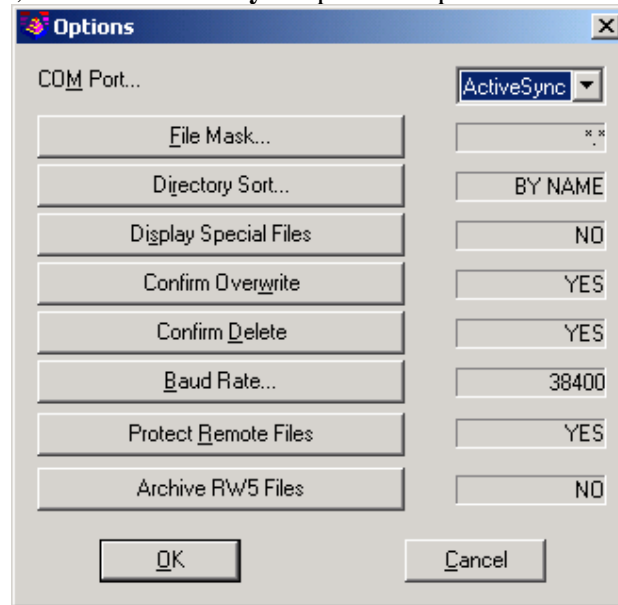 Options
COM Port... ActiveSync
File Mask... *.*
Directory Sort... BY NAME
Display Special Files NO
Confirm Overwrite YES
Confirm Delete YES
Baud Rate... 38400
Protect Remote Files YES
Archive RW5 Files NO
OK Cancel